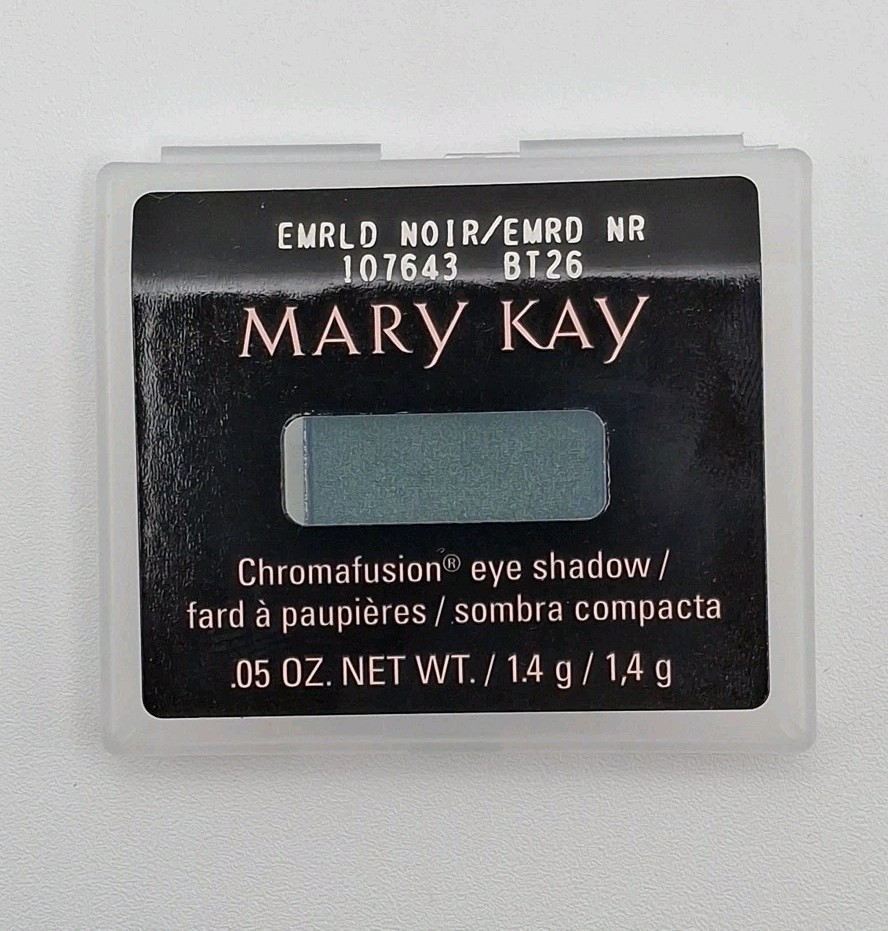 EMRLD NOIR/EMRD NR
107643 BT26
MARY KAY
Chromafusion® eye shadow /
fard à paupières / sombra compacta
.05 OZ. NET WT. / 1.4 g / 1,4 g